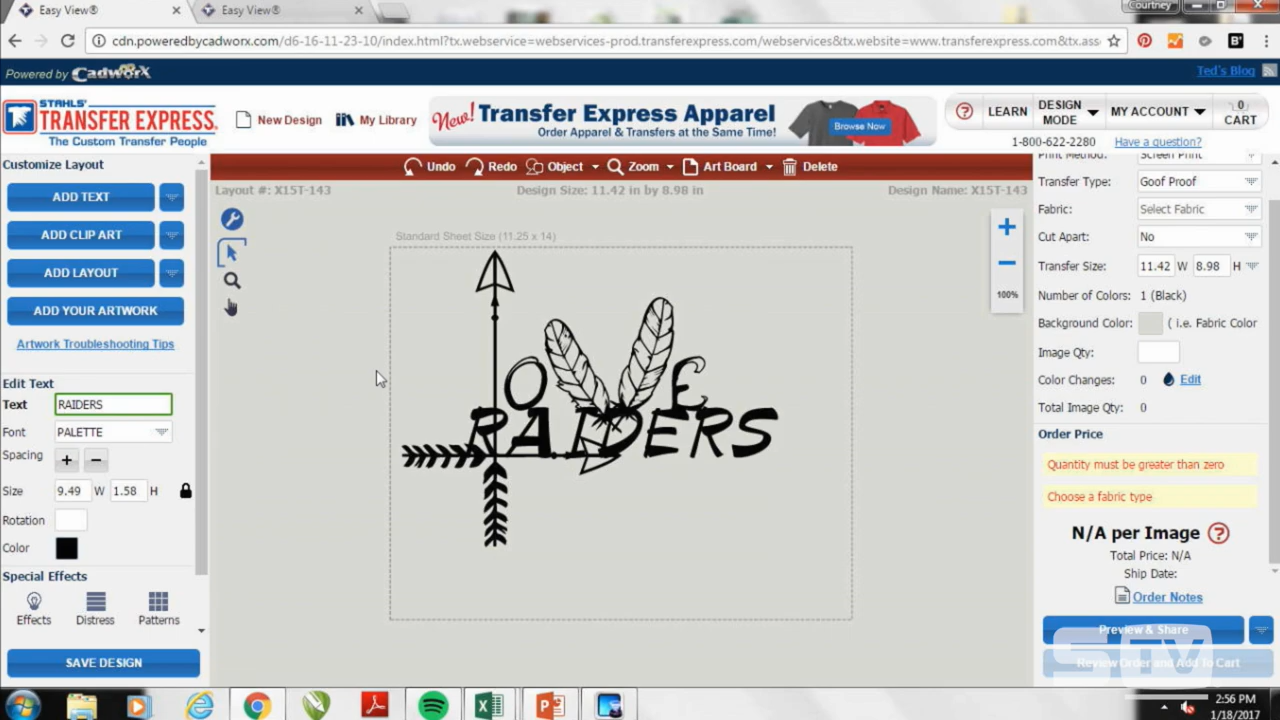 Easy View®
Easy View®
Courtney
cdn.poweredbycadworx.com/d6-16-11-23-10/index.html?tx.webservice=webservices-prod.transferexpress.com/webservices&tx.website=www.transferexpress.com&tx.ass
Powered by CadworX
Ted's Blog
STAHLS'
TRANSFER EXPRESS.
The Custom Transfer People
New Design
My Library
New! Transfer Express Apparel
Order Apparel & Transfers at the Same Time!
Browse Now
LEARN
DESIGN MODE
MY ACCOUNT
0 CART
1-800-622-2280
Have a question?
Customize Layout
ADD TEXT
ADD CLIP ART
ADD LAYOUT
ADD YOUR ARTWORK
Artwork Troubleshooting Tips
Edit Text
Text RAIDERS
Font PALETTE
Spacing + −
Size 9.49 W 1.58 H
Rotation
Color
Special Effects
Effects Distress Patterns
SAVE DESIGN
Undo Redo Object Zoom Art Board Delete
Layout #: X15T-143 Design Size: 11.42 in by 8.98 in Design Name: X15T-143
Standard Sheet Size (11.25 x 14)
100%
O E
RAIDERS
Print Method: Screen Print
Transfer Type: Goof Proof
Fabric: Select Fabric
Cut Apart: No
Transfer Size: 11.42 W 8.98 H
Number of Colors: 1 (Black)
Background Color: ( i.e. Fabric Color
Image Qty:
Color Changes: 0 Edit
Total Image Qty: 0
Order Price
Quantity must be greater than zero
Choose a fabric type
N/A per Image
Total Price: N/A
Ship Date:
Order Notes
Preview & Share
Review Order and Add To Cart
STV
2:56 PM
1/18/2017